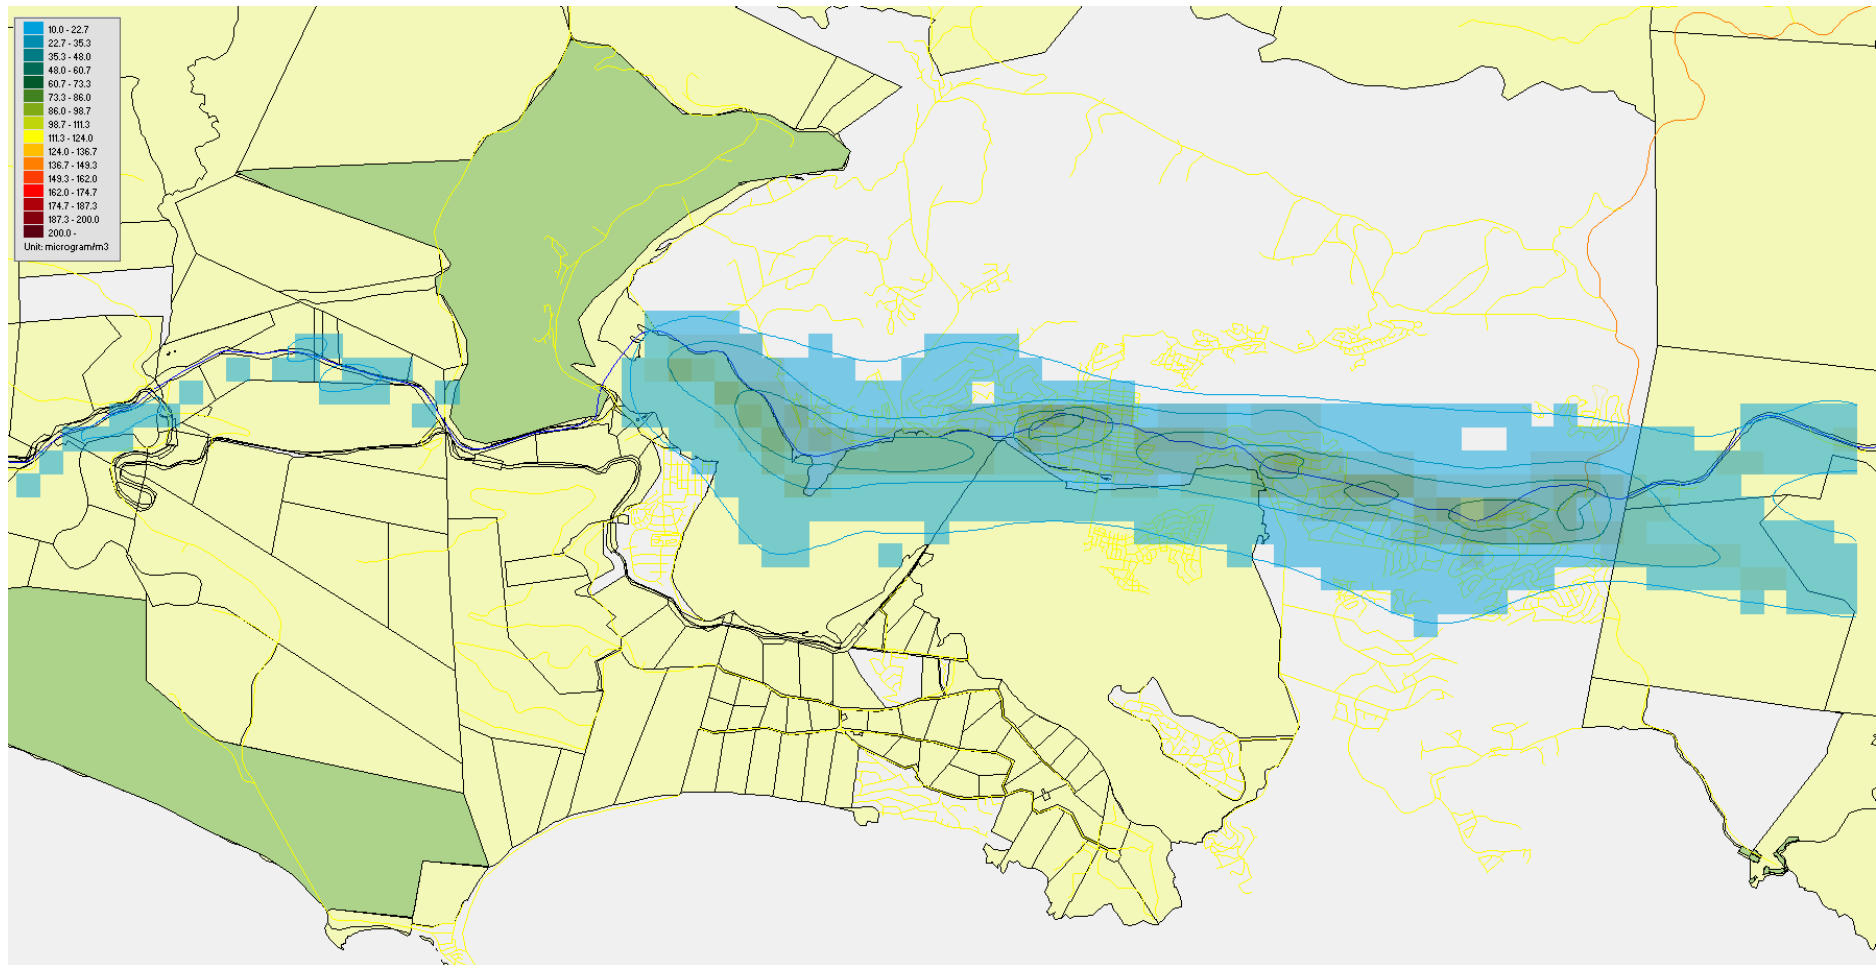 10.0 - 22.7
22.7 - 35.3
35.3 - 48.0
48.0 - 60.7
60.7 - 73.3
73.3 - 86.0
86.0 - 98.7
98.7 - 111.3
111.3 - 124.0
124.0 - 136.7
136.7 - 149.3
149.3 - 162.0
162.0 - 174.7
174.7 - 187.3
187.3 - 200.0
200.0 -
Unit: microgram/m3